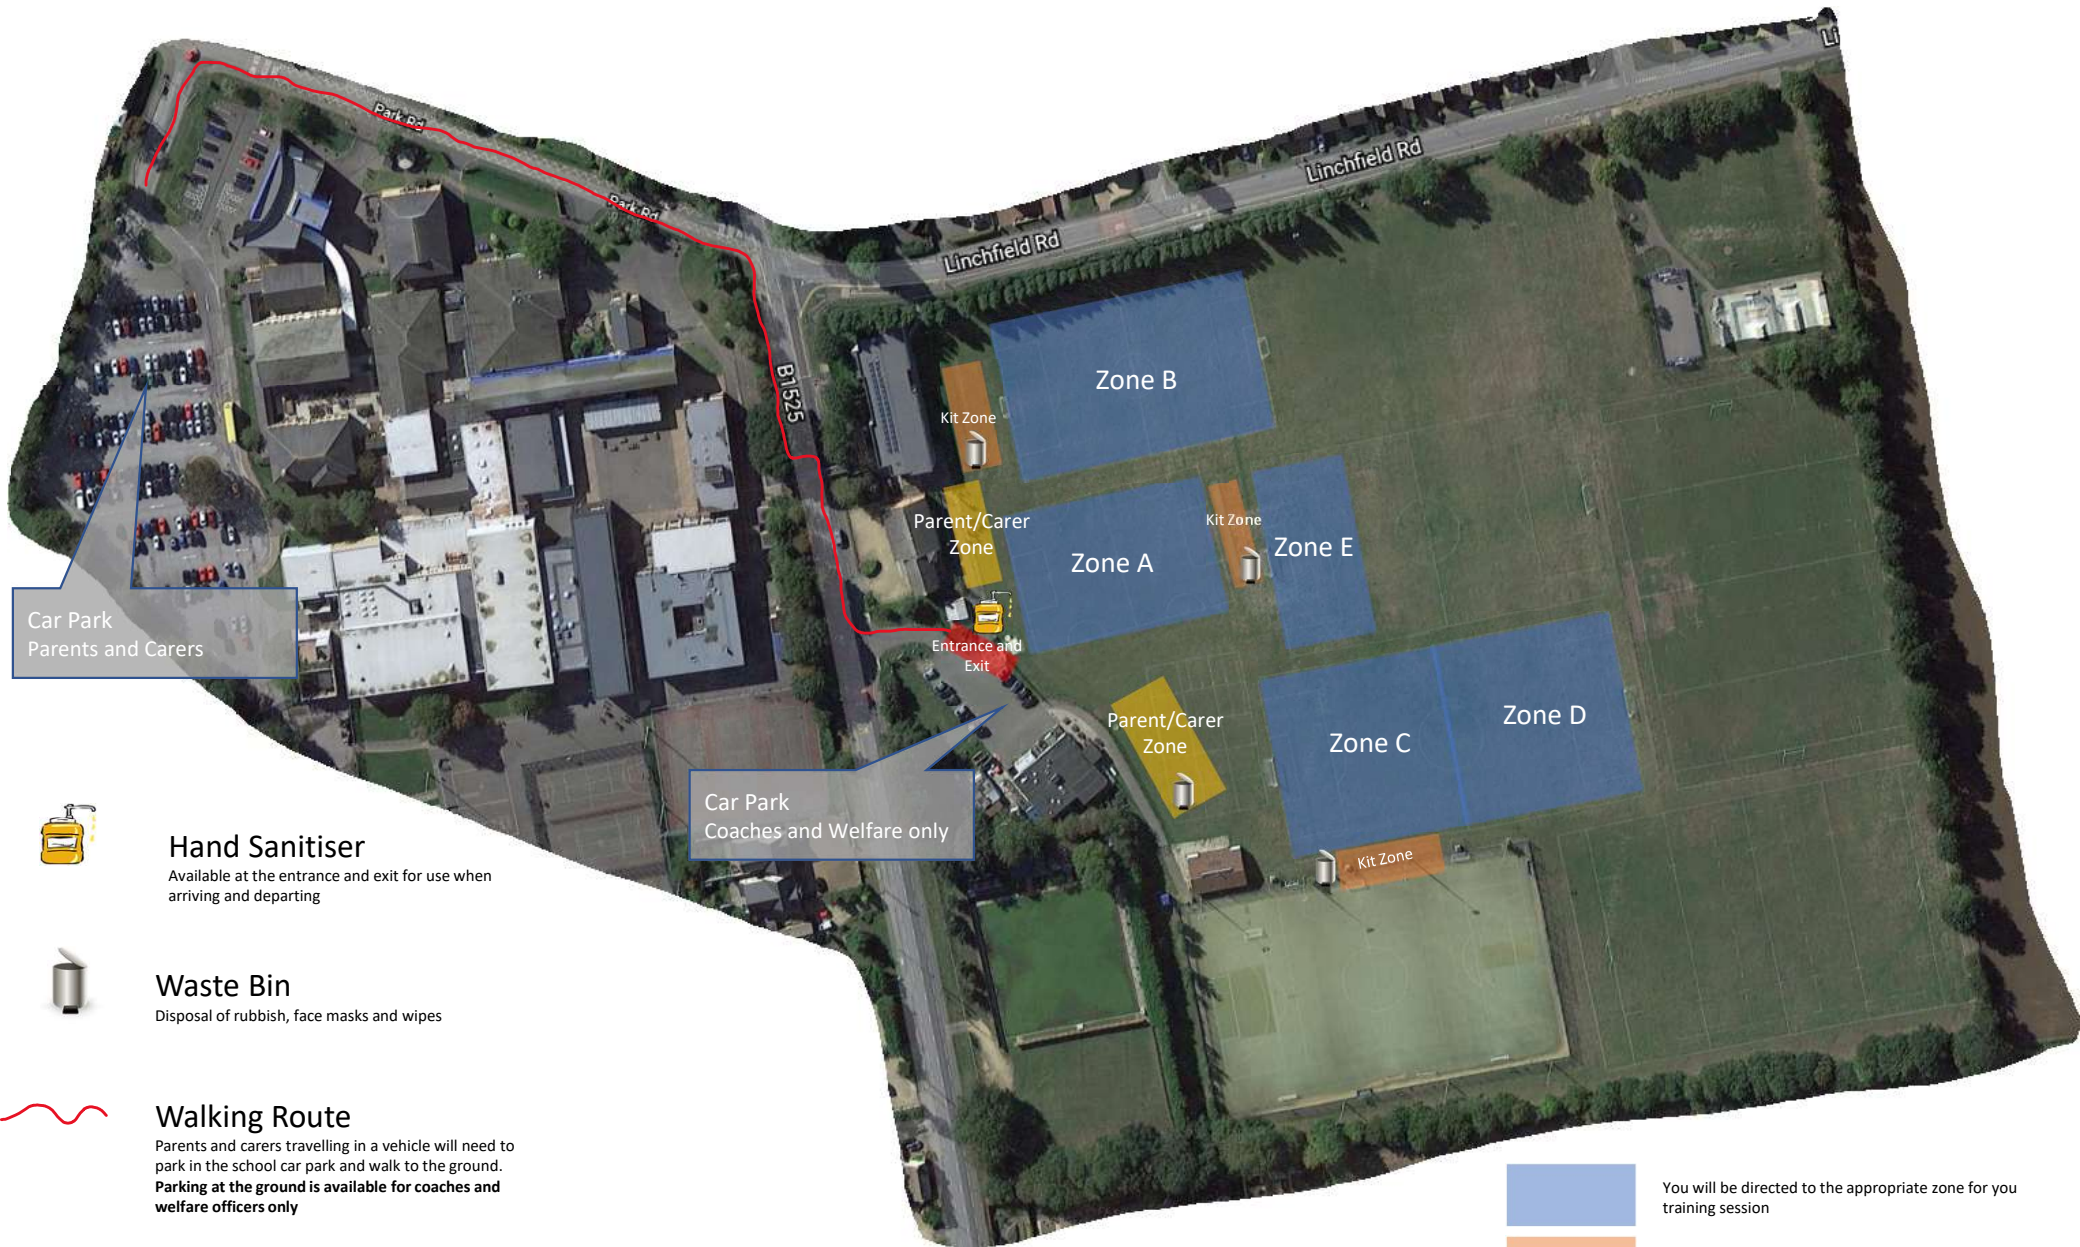 Li
Park Rd
Park Rd
Linchfield Rd
Linchfield Rd
B1525
Zone B
Kit Zone
Parent/Carer
Zone
Zone A
Kit Zone
Zone E
Car Park
Parents and Carers
Entrance and
Exit
Parent/Carer
Zone
Zone C
Zone D
Car Park
Coaches and Welfare only
Kit Zone
Hand Sanitiser
Available at the entrance and exit for use when
arriving and departing
Waste Bin
Disposal of rubbish, face masks and wipes
Walking Route
Parents and carers travelling in a vehicle will need to
park in the school car park and walk to the ground.
Parking at the ground is available for coaches and
welfare officers only
You will be directed to the appropriate zone for you
training session